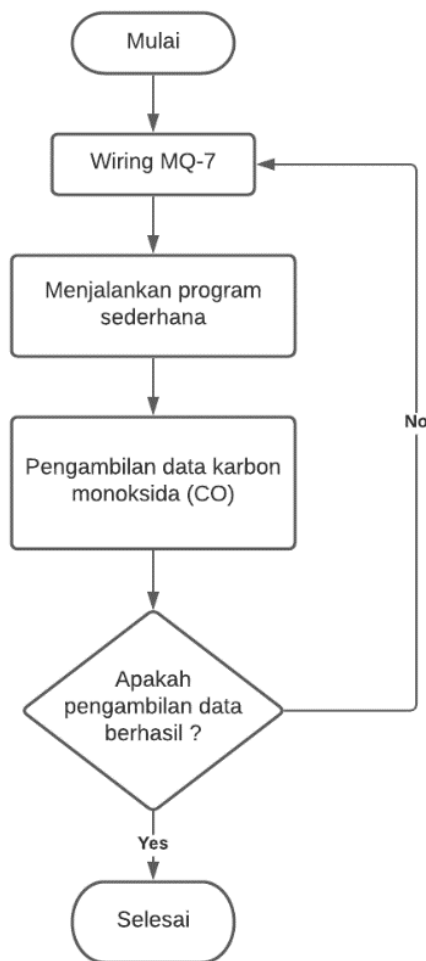 Mulai
Wiring MQ-7
Menjalankan program
sederhana
Pengambilan data karbon
monoksida (CO)
No
Apakah
pengambilan data
berhasil ?
Yes
Selesai